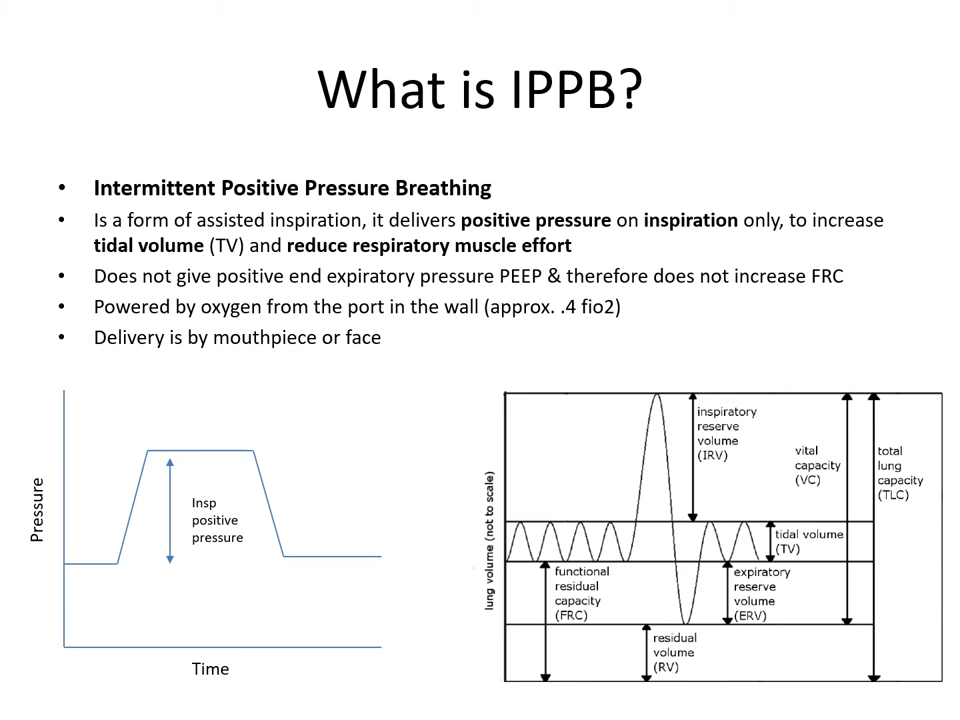 What is IPPB?
• Intermittent Positive Pressure Breathing
• Is a form of assisted inspiration, it delivers positive pressure on inspiration only, to increase
tidal volume (TV) and reduce respiratory muscle effort
• Does not give positive end expiratory pressure PEEP & therefore does not increase FRC
• Powered by oxygen from the port in the wall (approx. .4 fio2)
• Delivery is by mouthpiece or face
Pressure
Insp
positive
pressure
Time
lung volume (not to scale)
inspiratory
reserve
volume
(IRV)
vital
capacity
(VC)
total
lung
capacity
(TLC)
tidal volume
(TV)
functional
residual
capacity
(FRC)
expiratory
reserve
volume
(ERV)
residual
volume
(RV)